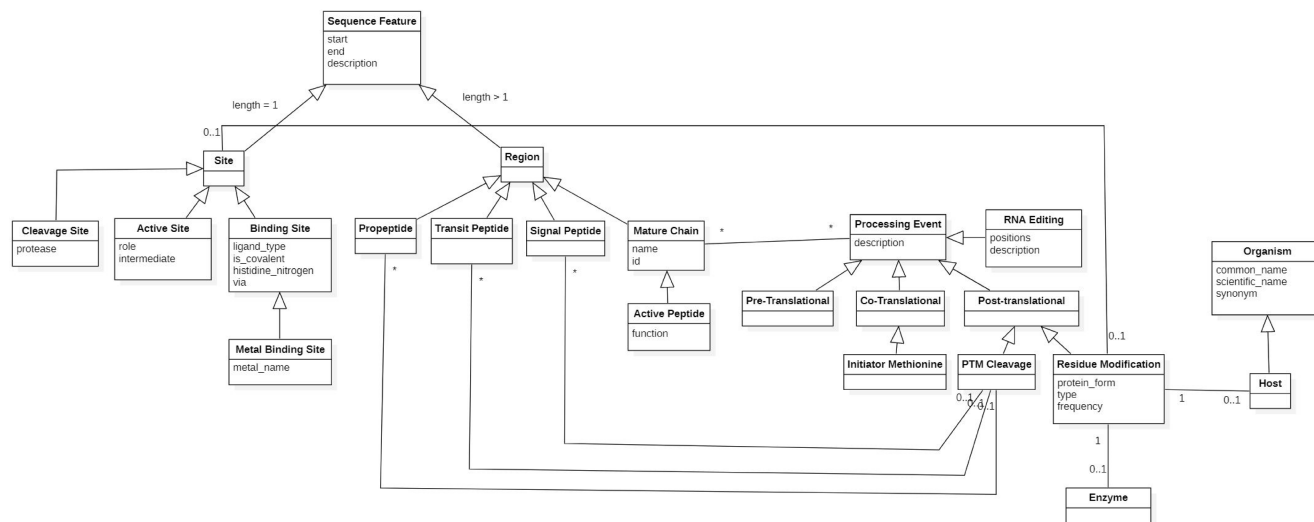 Sequence Feature
start
end
description
length = 1
length > 1
0..1
Site
Region
Cleavage Site
protease
Active Site
role
intermediate
Binding Site
ligand_type
is_covalent
histidine_nitrogen
via
Metal Binding Site
metal_name
Propeptide
*
Transit Peptide
*
Signal Peptide
*
Mature Chain
name
id
*
*
Active Peptide
function
Processing Event
description
RNA Editing
positions
description
Pre-Translational
Co-Translational
Post-translational
Initiator Methionine
PTM Cleavage
0..1
0..1
0..1
0..1
Residue Modification
protein_form
type
frequency
1
0..1
Organism
common_name
scientific_name
synonym
Host
1
0..1
Enzyme